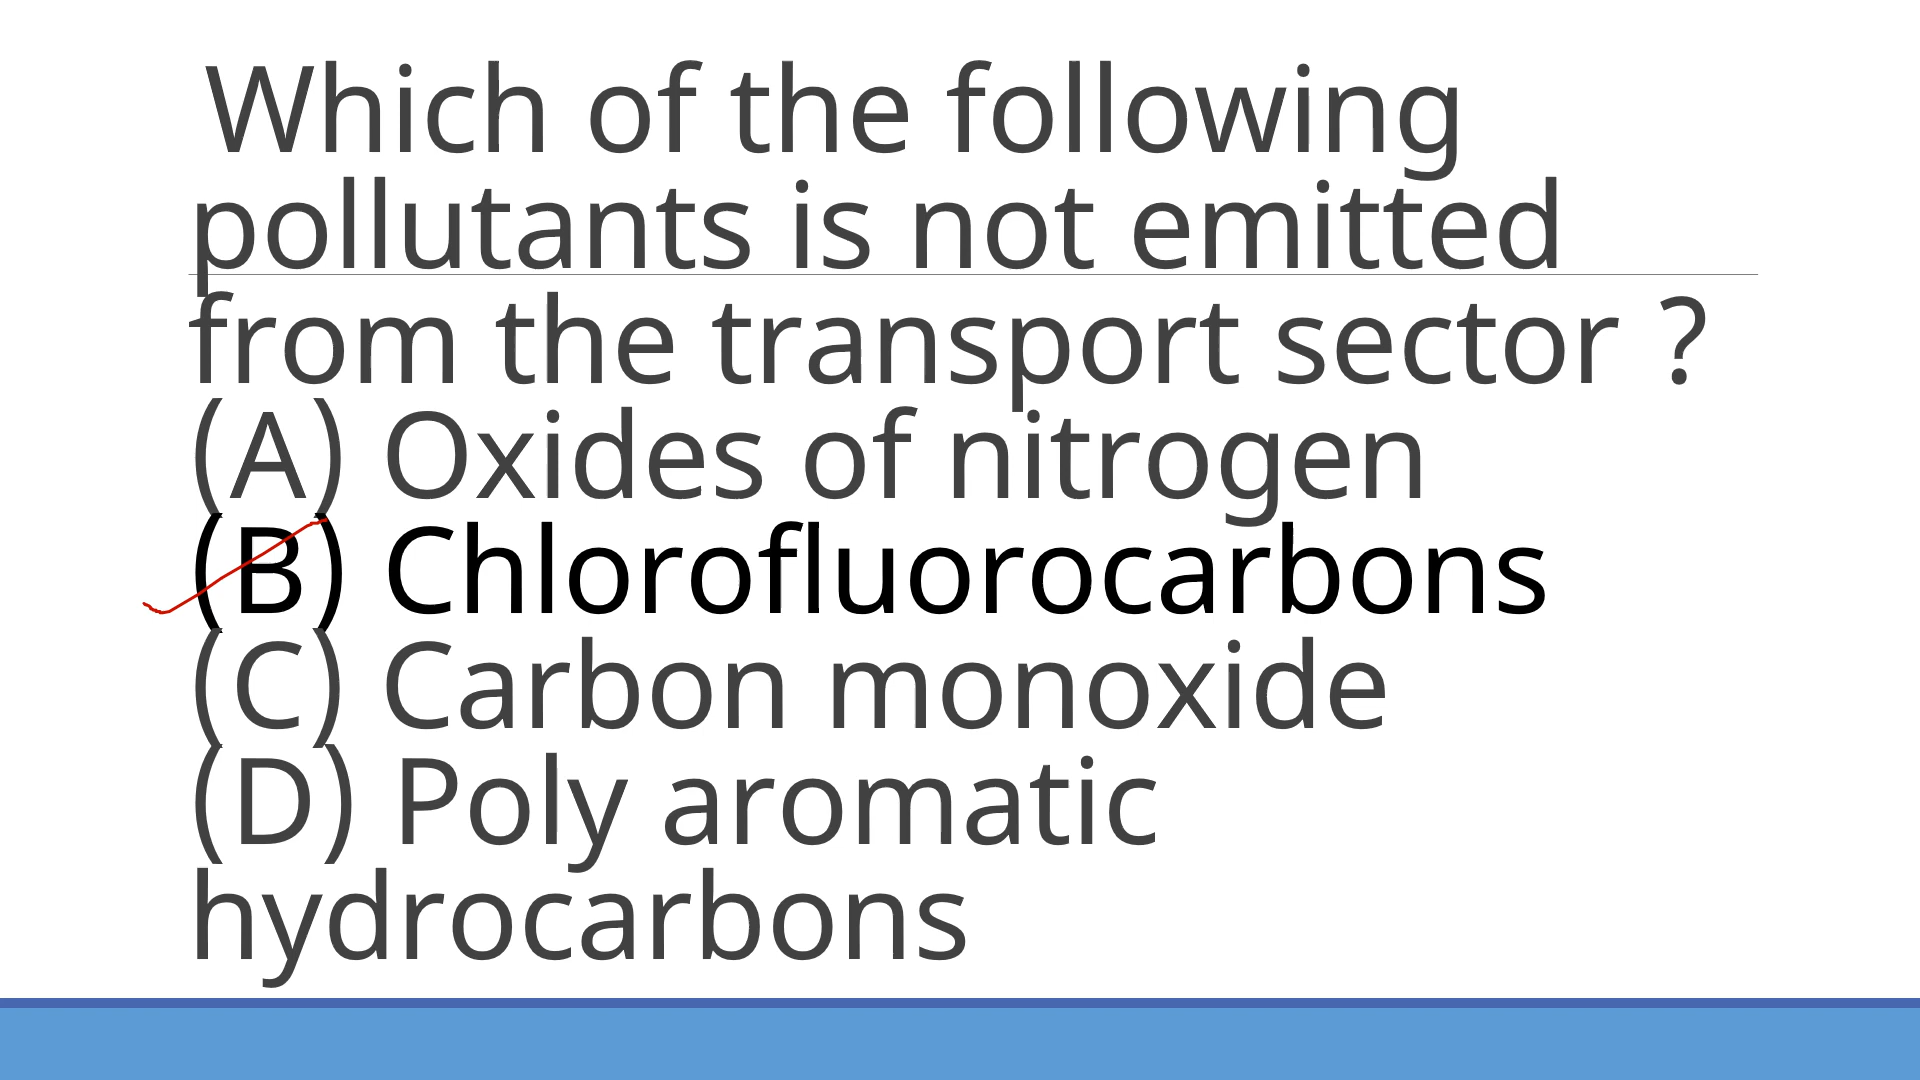 Which of the following
pollutants is not emitted
from the transport sector ?
(A) Oxides of nitrogen
(B) Chlorofluorocarbons
(C) Carbon monoxide
(D) Poly aromatic
hydrocarbons